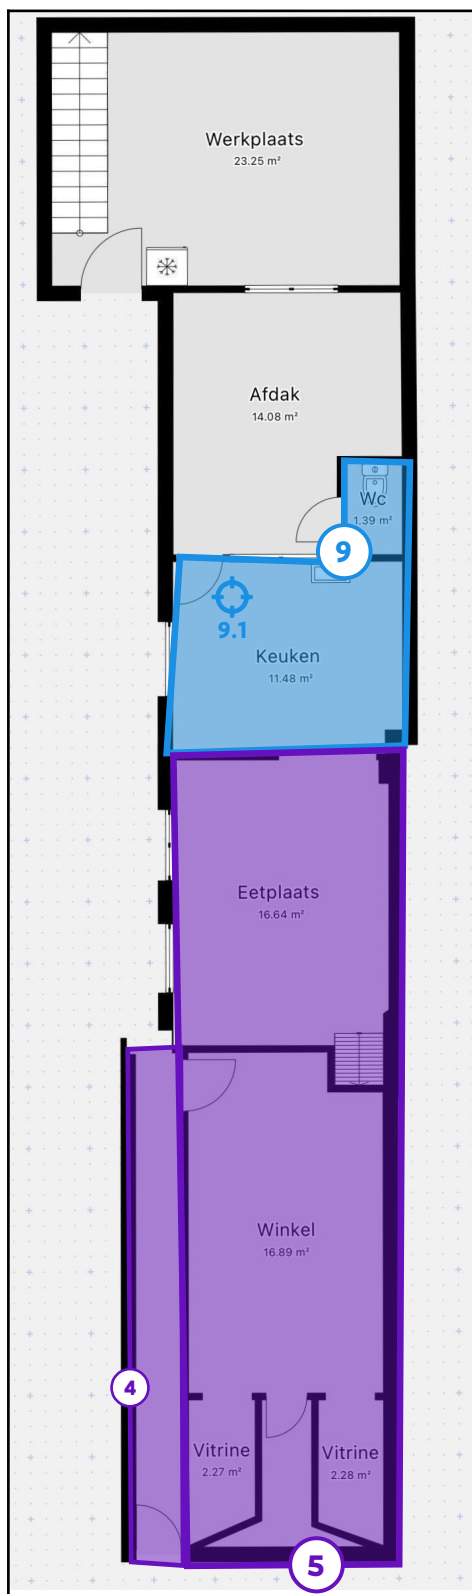 Werkplaats
23.25 m²
Afdak
14.08 m²
Wc
1.39 m²
9
9.1
Keuken
11.48 m²
Eetplaats
16.64 m²
Winkel
16.89 m²
4
Vitrine
2.27 m²
Vitrine
2.28 m²
5